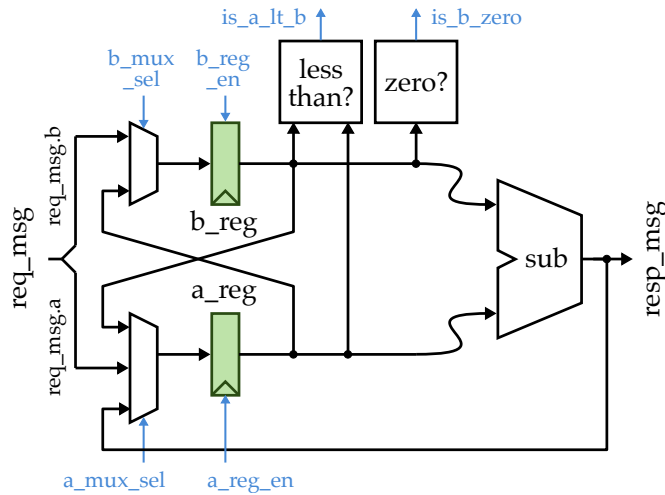 is_a_lt_b
is_b_zero
b_mux
_sel
b_reg
_en
less
than?
zero?
req_msg.b
req_msg
b_reg
a_reg
sub
resp_msg
req_msg.a
a_mux_sel
a_reg_en